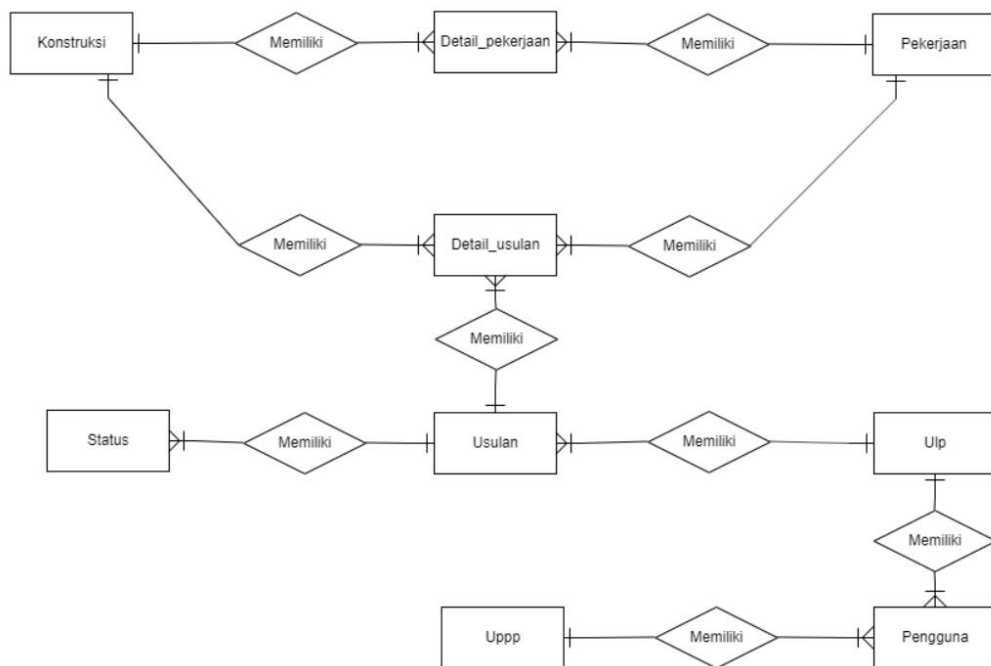 Konstruksi
Memiliki
Detail_pekerjaan
Memiliki
Pekerjaan
Memiliki
Detail_usulan
Memiliki
Memiliki
Status
Memiliki
Usulan
Memiliki
Ulp
Memiliki
Uppp
Memiliki
Pengguna